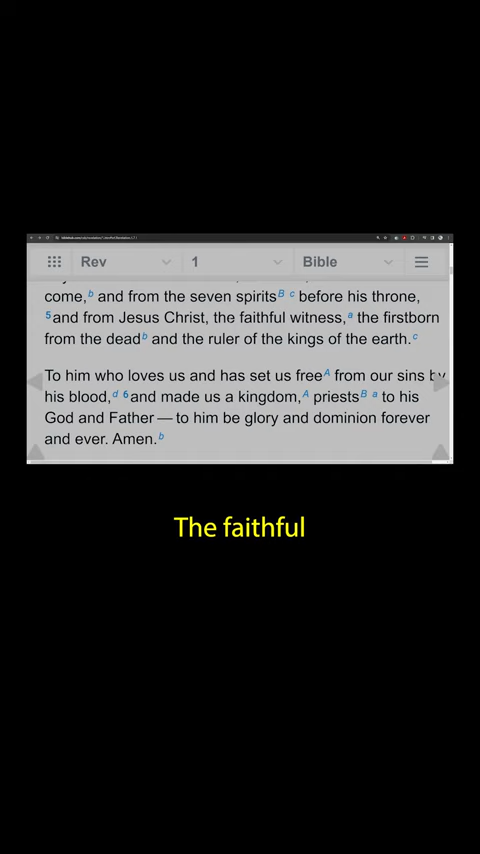 Rev 1 Bible
come,b and from the seven spiritsB c before his throne,
5and from Jesus Christ, the faithful witness,a the firstborn
from the deadb and the ruler of the kings of the earth.c
To him who loves us and has set us freeA from our sins by
his blood,d 6and made us a kingdom,A priestsB a to his
God and Father — to him be glory and dominion forever
and ever. Amen.b
The faithful